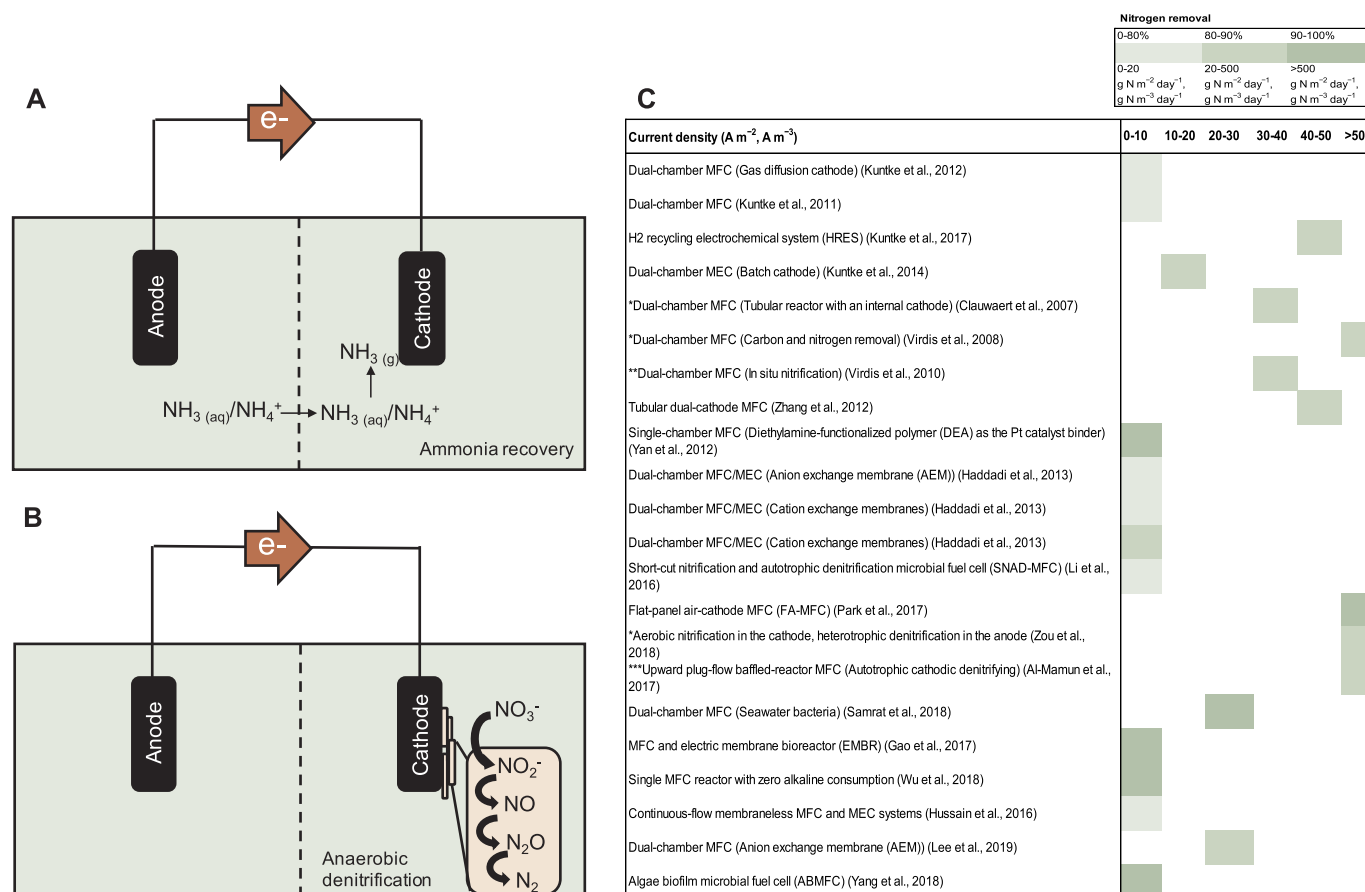 A
e-
Anode
Cathode
NH3 (g)
NH3 (aq)/NH4+
NH3 (aq)/NH4+
Ammonia recovery
B
e-
Anode
Cathode
NO3-
NO2-
NO
N2O
N2
Anaerobic
denitrification
C
Nitrogen removal
0-80% 80-90% 90-100%
0-20 20-500 >500
g N m−2 day−1, g N m−2 day−1, g N m−2 day−1,
g N m−3 day−1 g N m−3 day−1 g N m−3 day−1
Current density (A m−2, A m−3) 0-10 10-20 20-30 30-40 40-50 >50
Dual-chamber MFC (Gas diffusion cathode) (Kuntke et al., 2012)
Dual-chamber MFC (Kuntke et al., 2011)
H2 recycling electrochemical system (HRES) (Kuntke et al., 2017)
Dual-chamber MEC (Batch cathode) (Kuntke et al., 2014)
*Dual-chamber MFC (Tubular reactor with an internal cathode) (Clauwaert et al., 2007)
*Dual-chamber MFC (Carbon and nitrogen removal) (Virdis et al., 2008)
**Dual-chamber MFC (In situ nitrification) (Virdis et al., 2010)
Tubular dual-cathode MFC (Zhang et al., 2012)
Single-chamber MFC (Diethylamine-functionalized polymer (DEA) as the Pt catalyst binder)
(Yan et al., 2012)
Dual-chamber MFC/MEC (Anion exchange membrane (AEM)) (Haddadi et al., 2013)
Dual-chamber MFC/MEC (Cation exchange membranes) (Haddadi et al., 2013)
Dual-chamber MFC/MEC (Cation exchange membranes) (Haddadi et al., 2013)
Short-cut nitrification and autotrophic denitrification microbial fuel cell (SNAD-MFC) (Li et al.,
2016)
Flat-panel air-cathode MFC (FA-MFC) (Park et al., 2017)
*Aerobic nitrification in the cathode, heterotrophic denitrification in the anode (Zou et al.,
2018)
***Upward plug-flow baffled-reactor MFC (Autotrophic cathodic denitrifying) (Al-Mamun et al.,
2017)
Dual-chamber MFC (Seawater bacteria) (Samrat et al., 2018)
MFC and electric membrane bioreactor (EMBR) (Gao et al., 2017)
Single MFC reactor with zero alkaline consumption (Wu et al., 2018)
Continuous-flow membraneless MFC and MEC systems (Hussain et al., 2016)
Dual-chamber MFC (Anion exchange membrane (AEM)) (Lee et al., 2019)
Algae biofilm microbial fuel cell (ABMFC) (Yang et al., 2018)